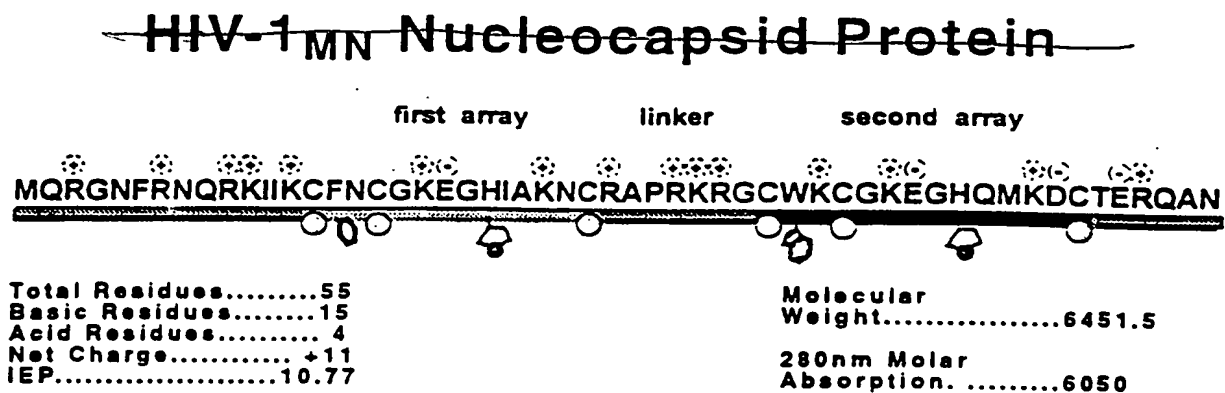 HIV-1MN Nucleocapsid Protein
first array linker second array
MQRGNFRNQRKIIKCFNCGKEGHIAKNCRAPRKRGCWKCGKEGHQMKDCTERQAN
Total Residues.........55
Basic Residues.........15
Acid Residues.......... 4
Net Charge............ +11
IEP......................10.77
Molecular
Weight..................6451.5
280nm Molar
Absorption. .........6050